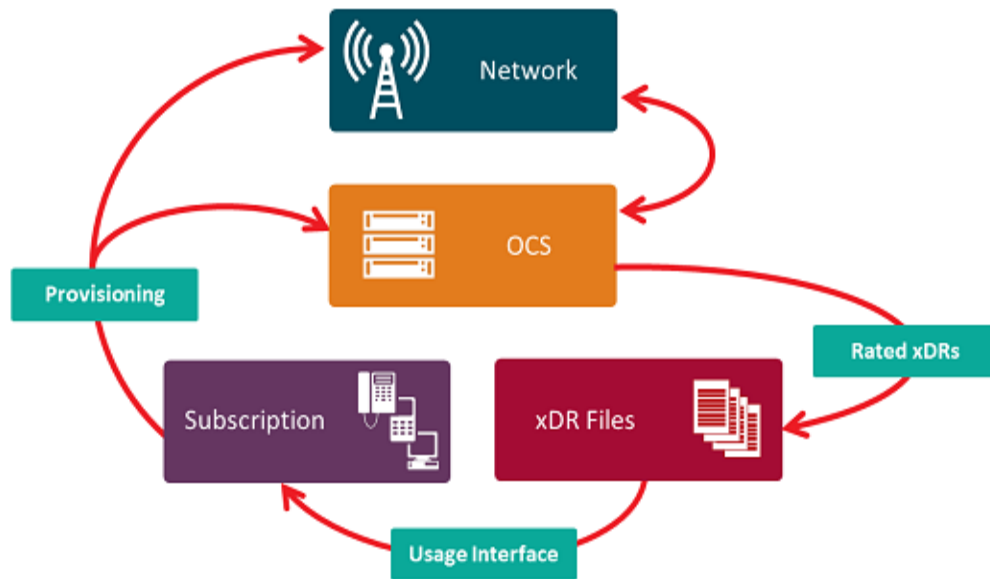 Network
OCS
Provisioning
Rated xDRs
Subscription
xDR Files
Usage Interface